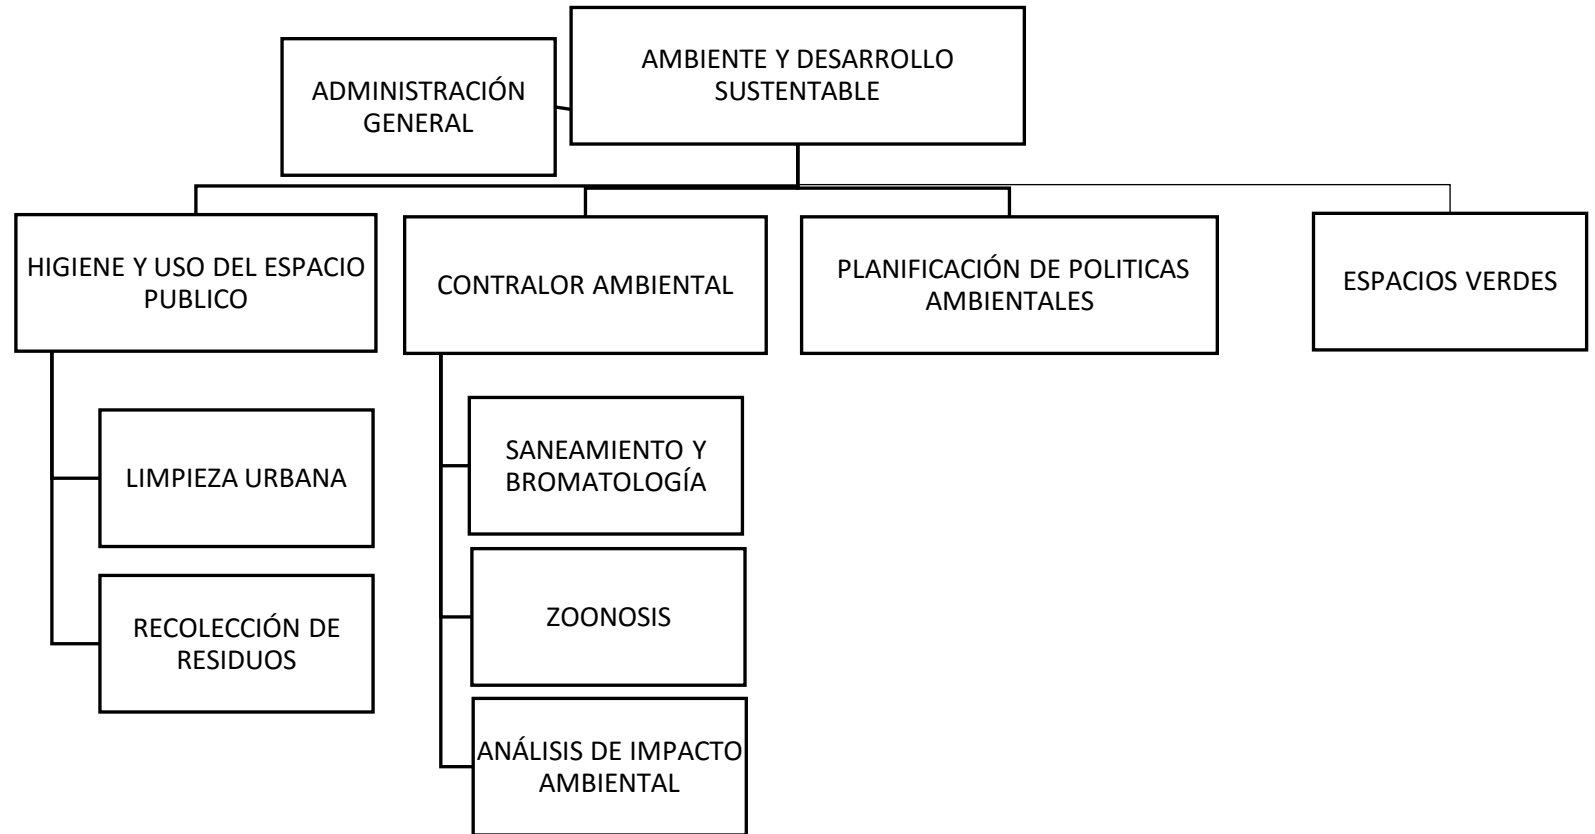 AMBIENTE Y DESARROLLO
SUSTENTABLE
ADMINISTRACIÓN
GENERAL
HIGIENE Y USO DEL ESPACIO
PUBLICO
CONTRALOR AMBIENTAL
PLANIFICACIÓN DE POLITICAS
AMBIENTALES
ESPACIOS VERDES
LIMPIEZA URBANA
RECOLECCIÓN DE
RESIDUOS
SANEAMIENTO Y
BROMATOLOGÍA
ZOONOSIS
ANÁLISIS DE IMPACTO
AMBIENTAL